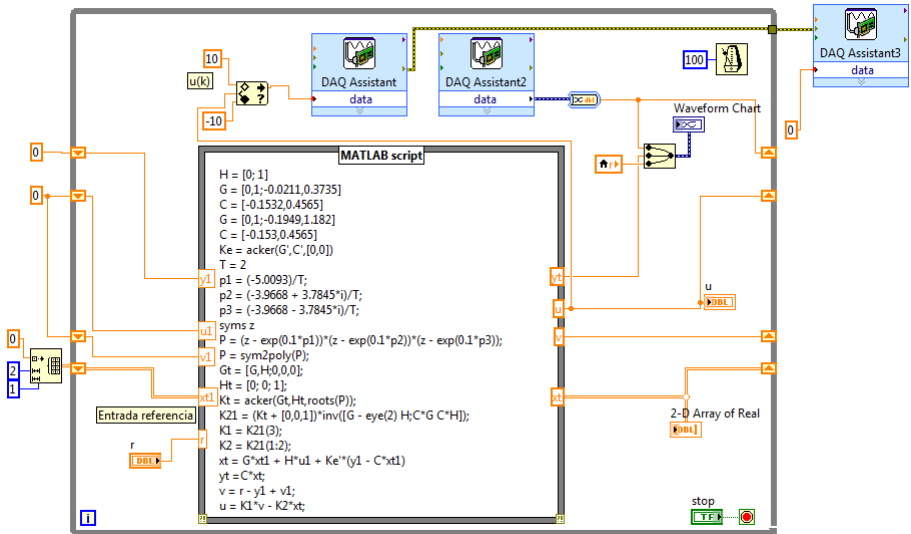 DAQ Assistant3
data
0
10
u(k)
-10
DAQ Assistant
data
DAQ Assistant2
data
100
Waveform Chart
r
0
0
MATLAB script
H = [0; 1]
G = [0,1;-0.0211,0.3735]
C = [-0.1532,0.4565]
G = [0,1;-0.1949,1.182]
C = [-0.153,0.4565]
Ke = acker(G',C',[0,0])
T = 2
p1 = (-5.0093)/T;
p2 = (-3.9668 + 3.7845*i)/T;
p3 = (-3.9668 - 3.7845*i)/T;
syms z
P = (z - exp(0.1*p1))*(z - exp(0.1*p2))*(z - exp(0.1*p3));
P = sym2poly(P);
Gt = [G,H;0,0,0];
Ht = [0; 0; 1];
Kt = acker(Gt,Ht,roots(P));
K21 = (Kt + [0,0,1])*inv([G - eye(2) H;C*G C*H]);
K1 = K21(3);
K2 = K21(1:2);
xt = G*xt1 + H*u1 + Ke'*(y1 - C*xt1)
yt =C*xt;
v = r - y1 + v1;
u = K1*v - K2*xt;
y1
u1
v1
xt1
r
yt
u
v
xt
u
DBL
0
2
1
Entrada referencia
r
DBL
2-D Array of Real
DBL]
stop
TF
i